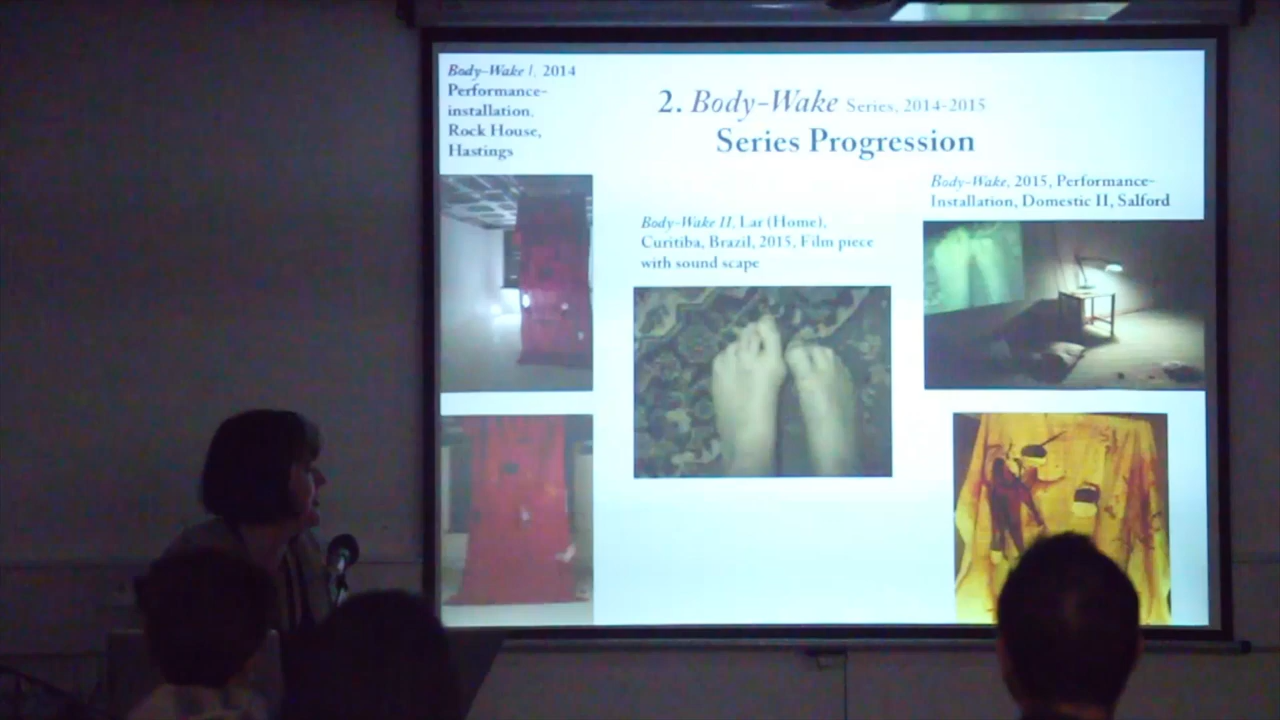 Body-Wake I, 2014
Performance-
installation,
Rock House,
Hastings
2. Body-Wake Series, 2014-2015
Series Progression
Body-Wake II, Lar (Home),
Curitiba, Brazil, 2015, Film piece
with sound scape
Body-Wake, 2015, Performance-
Installation, Domestic II, Salford